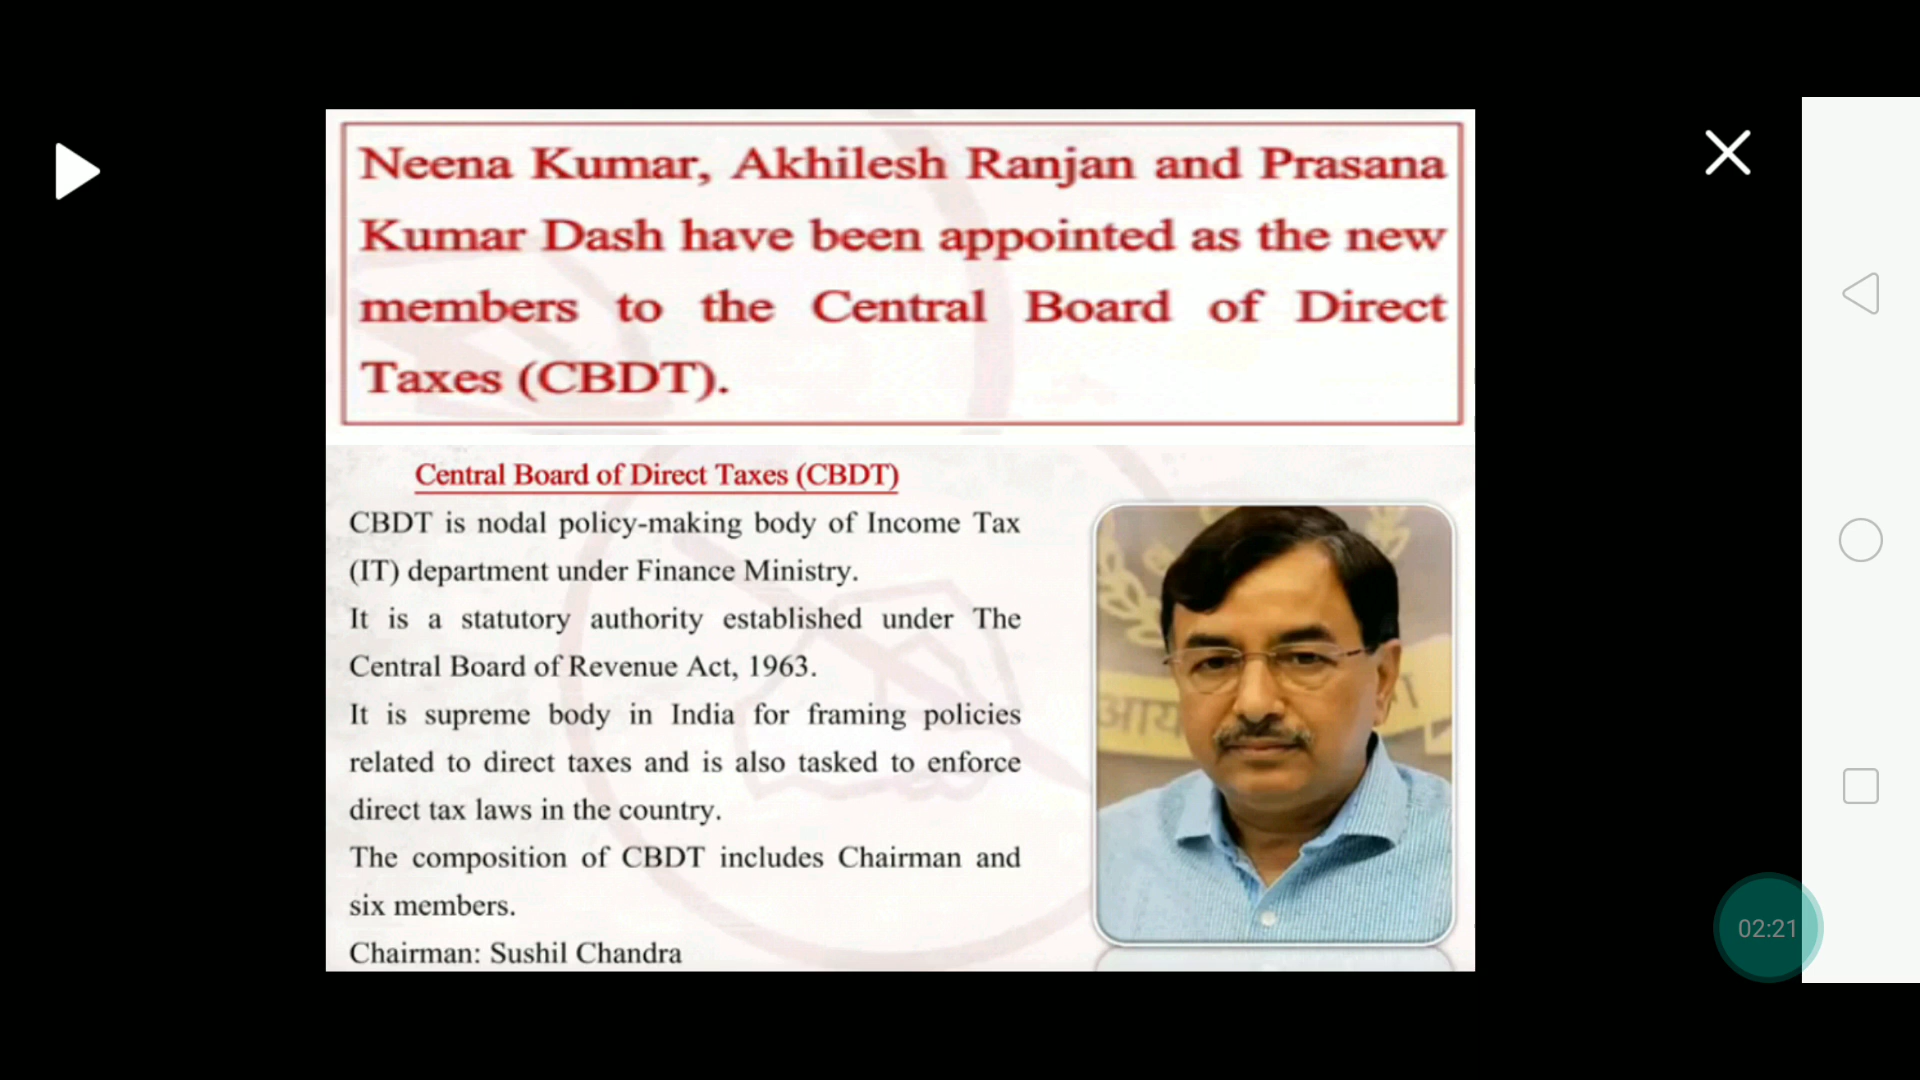 Neena Kumar, Akhilesh Ranjan and Prasana
Kumar Dash have been appointed as the new
members to the Central Board of Direct
Taxes (CBDT).
Central Board of Direct Taxes (CBDT)
CBDT is nodal policy-making body of Income Tax
(IT) department under Finance Ministry.
It is a statutory authority established under The
Central Board of Revenue Act, 1963.
It is supreme body in India for framing policies
related to direct taxes and is also tasked to enforce
direct tax laws in the country.
The composition of CBDT includes Chairman and
six members.
Chairman: Sushil Chandra
आय
02:21